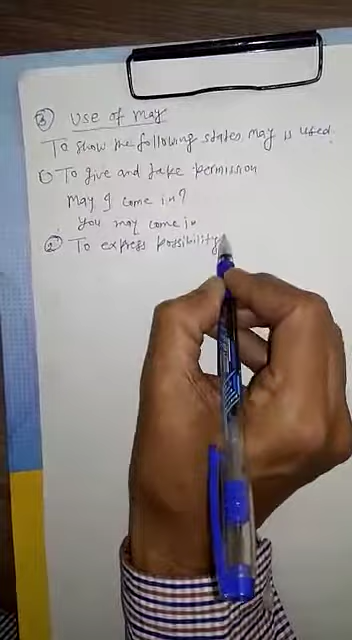 ③ Use of May
To show the following states, may is used.
① To give and take permission
May I come in?
You may come in
② To express possibility